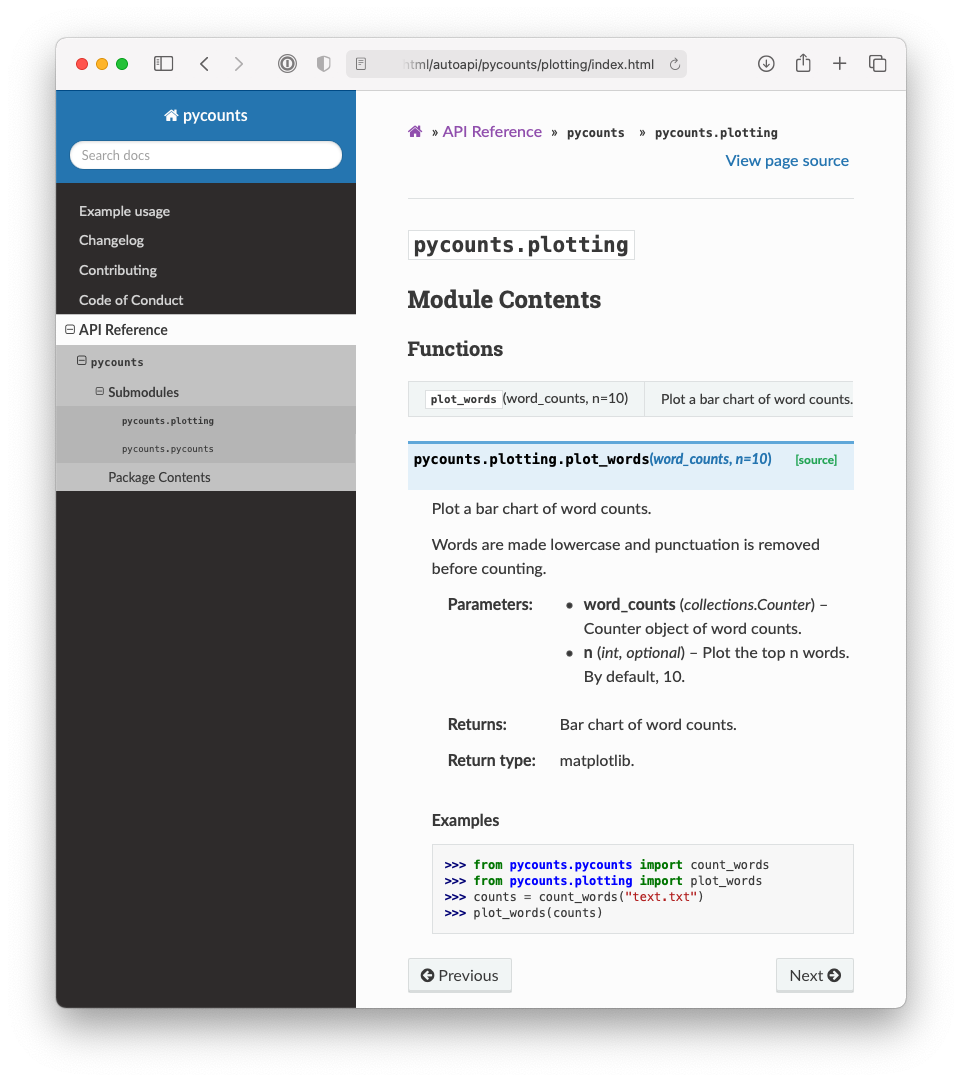 html/autoapi/pycounts/plotting/index.html
pycounts
Search docs
Example usage
Changelog
Contributing
Code of Conduct
API Reference
pycounts
Submodules
pycounts.plotting
pycounts.pycounts
Package Contents
» API Reference » pycounts » pycounts.plotting
View page source
pycounts.plotting
Module Contents
Functions
plot_words(word_counts, n=10) Plot a bar chart of word counts.
pycounts.plotting.plot_words(word_counts, n=10) [source]
Plot a bar chart of word counts.
Words are made lowercase and punctuation is removed
before counting.
Parameters: • word_counts (collections.Counter) –
Counter object of word counts.
• n (int, optional) – Plot the top n words.
By default, 10.
Returns: Bar chart of word counts.
Return type: matplotlib.
Examples
>>> from pycounts.pycounts import count_words
>>> from pycounts.plotting import plot_words
>>> counts = count_words("text.txt")
>>> plot_words(counts)
Previous Next